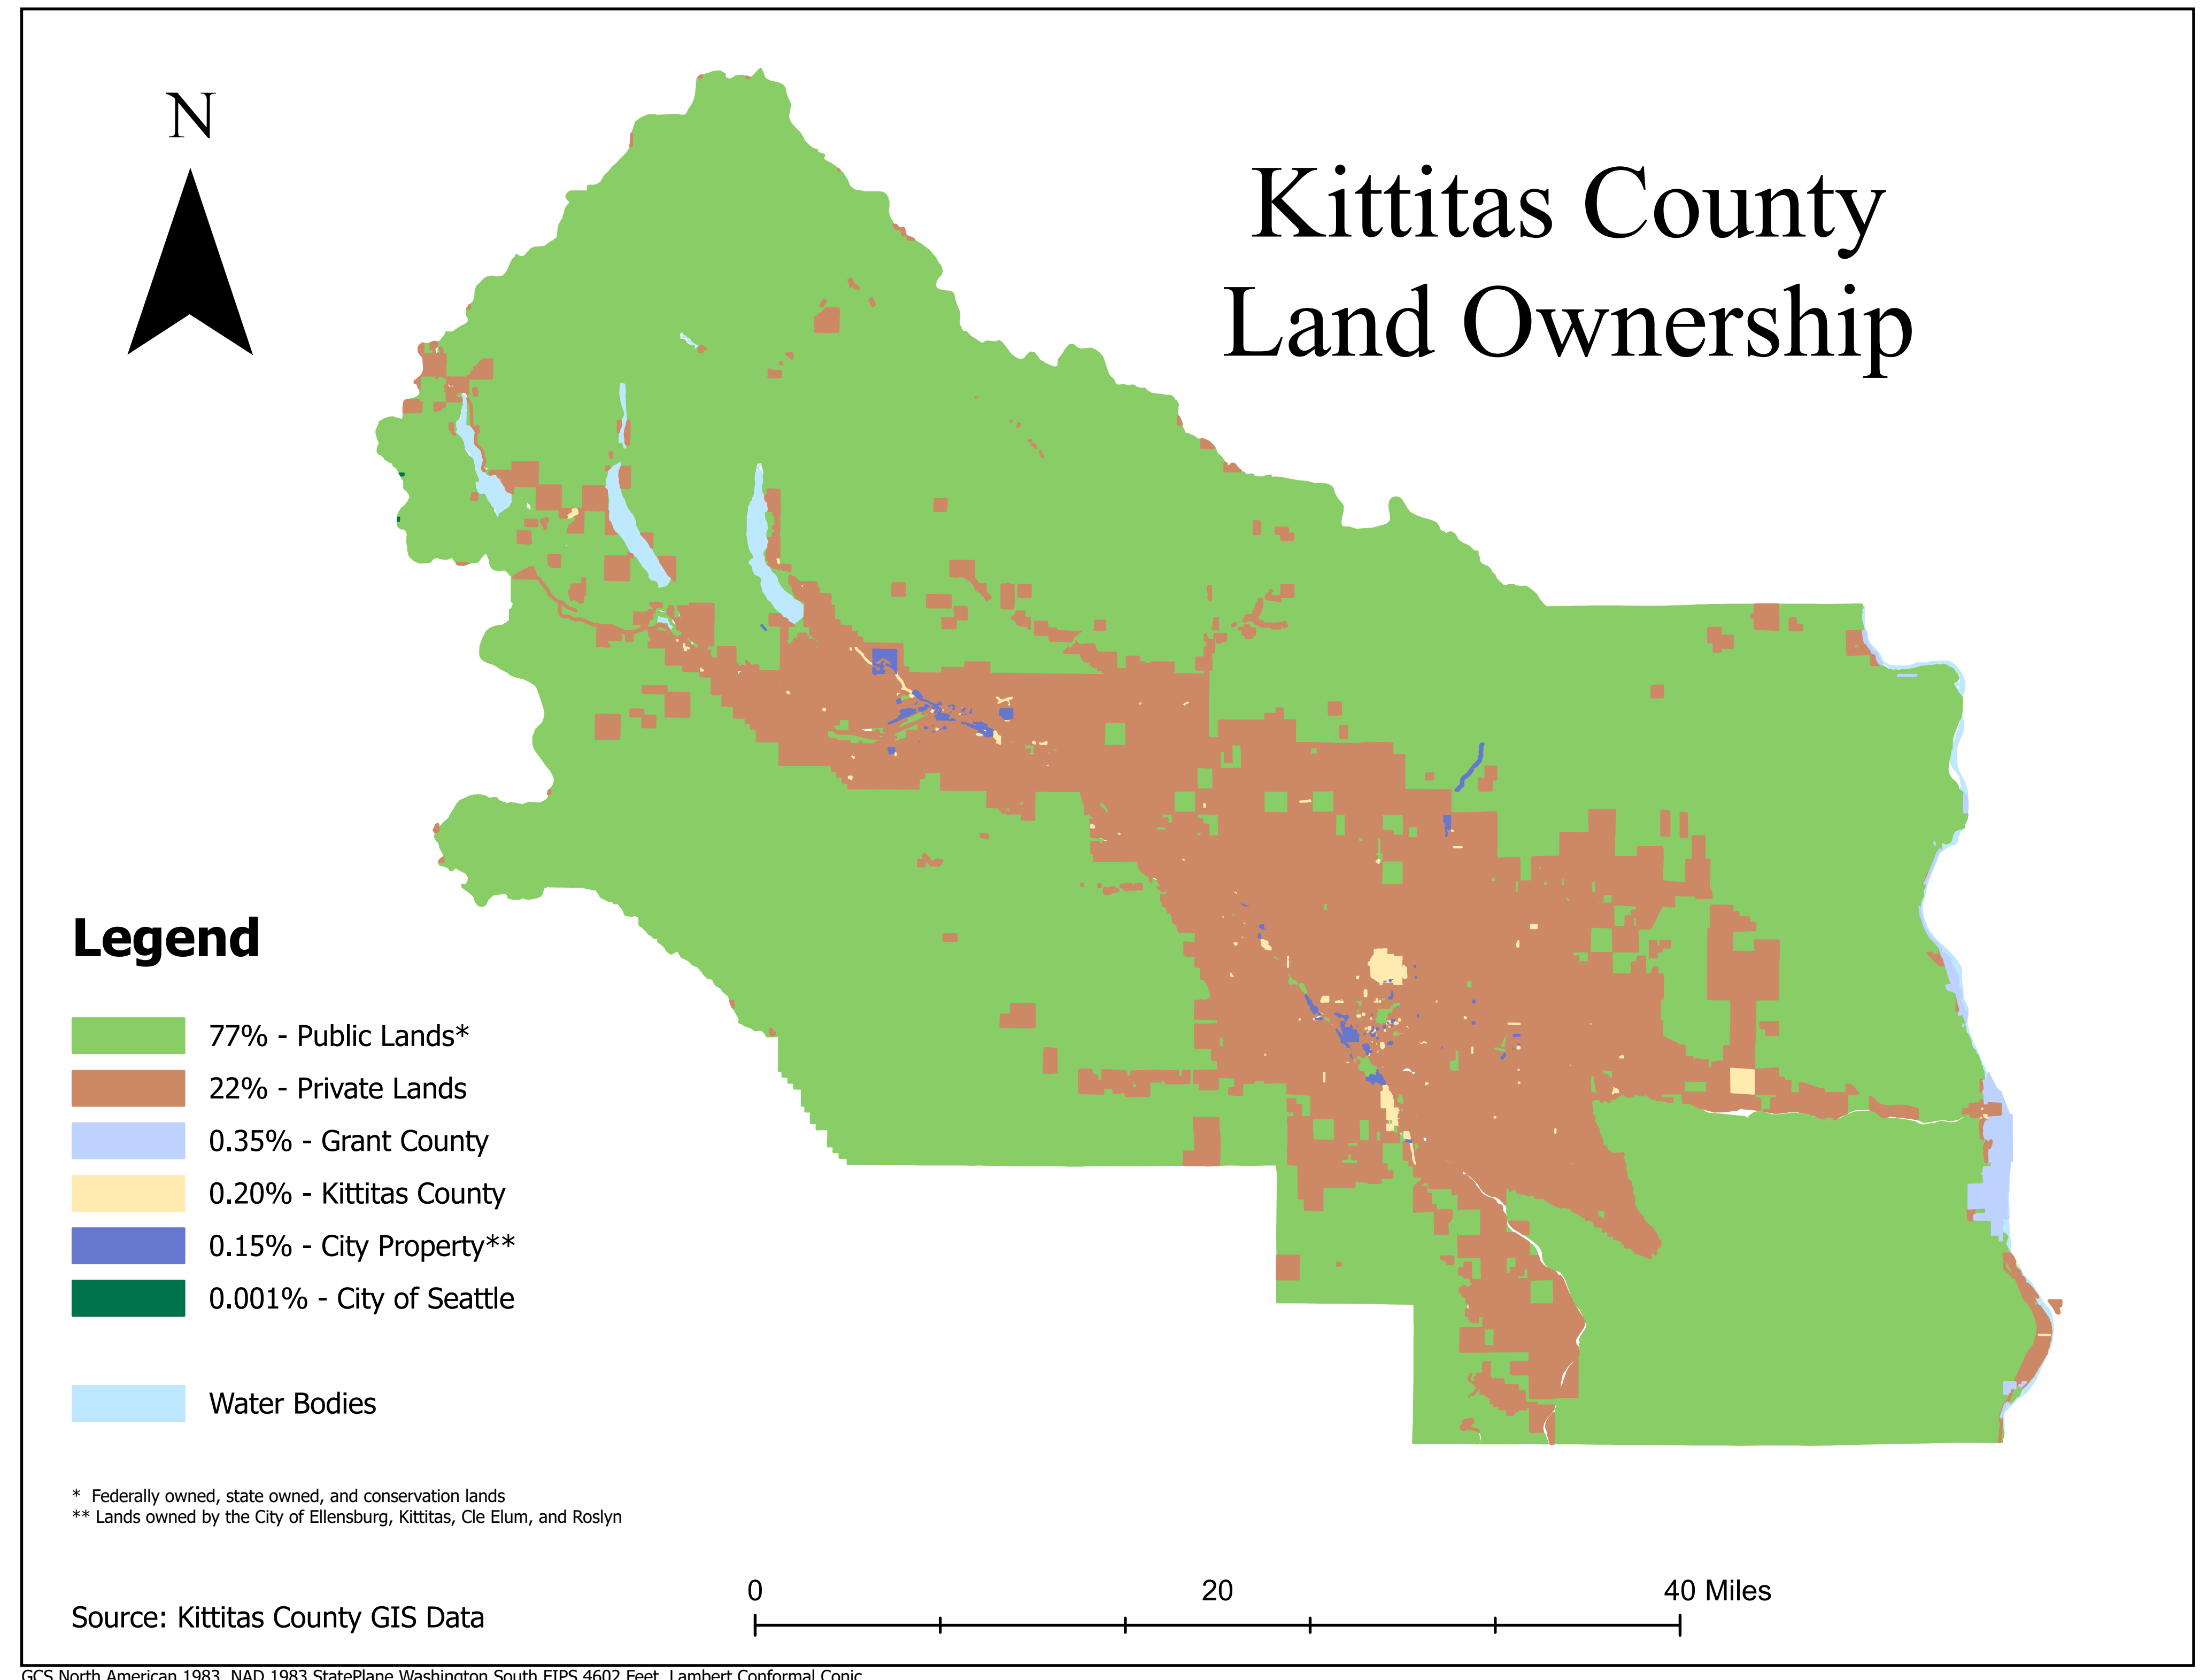 N
Kittitas County
Land Ownership
Legend
77% - Public Lands*
22% - Private Lands
0.35% - Grant County
0.20% - Kittitas County
0.15% - City Property**
0.001% - City of Seattle
Water Bodies
* Federally owned, state owned, and conservation lands
** Lands owned by the City of Ellensburg, Kittitas, Cle Elum, and Roslyn
0 20 40 Miles
Source: Kittitas County GIS Data
GCS North American 1983, NAD 1983 StatePlane Washington South FIPS 4602 Feet, Lambert Conformal Conic